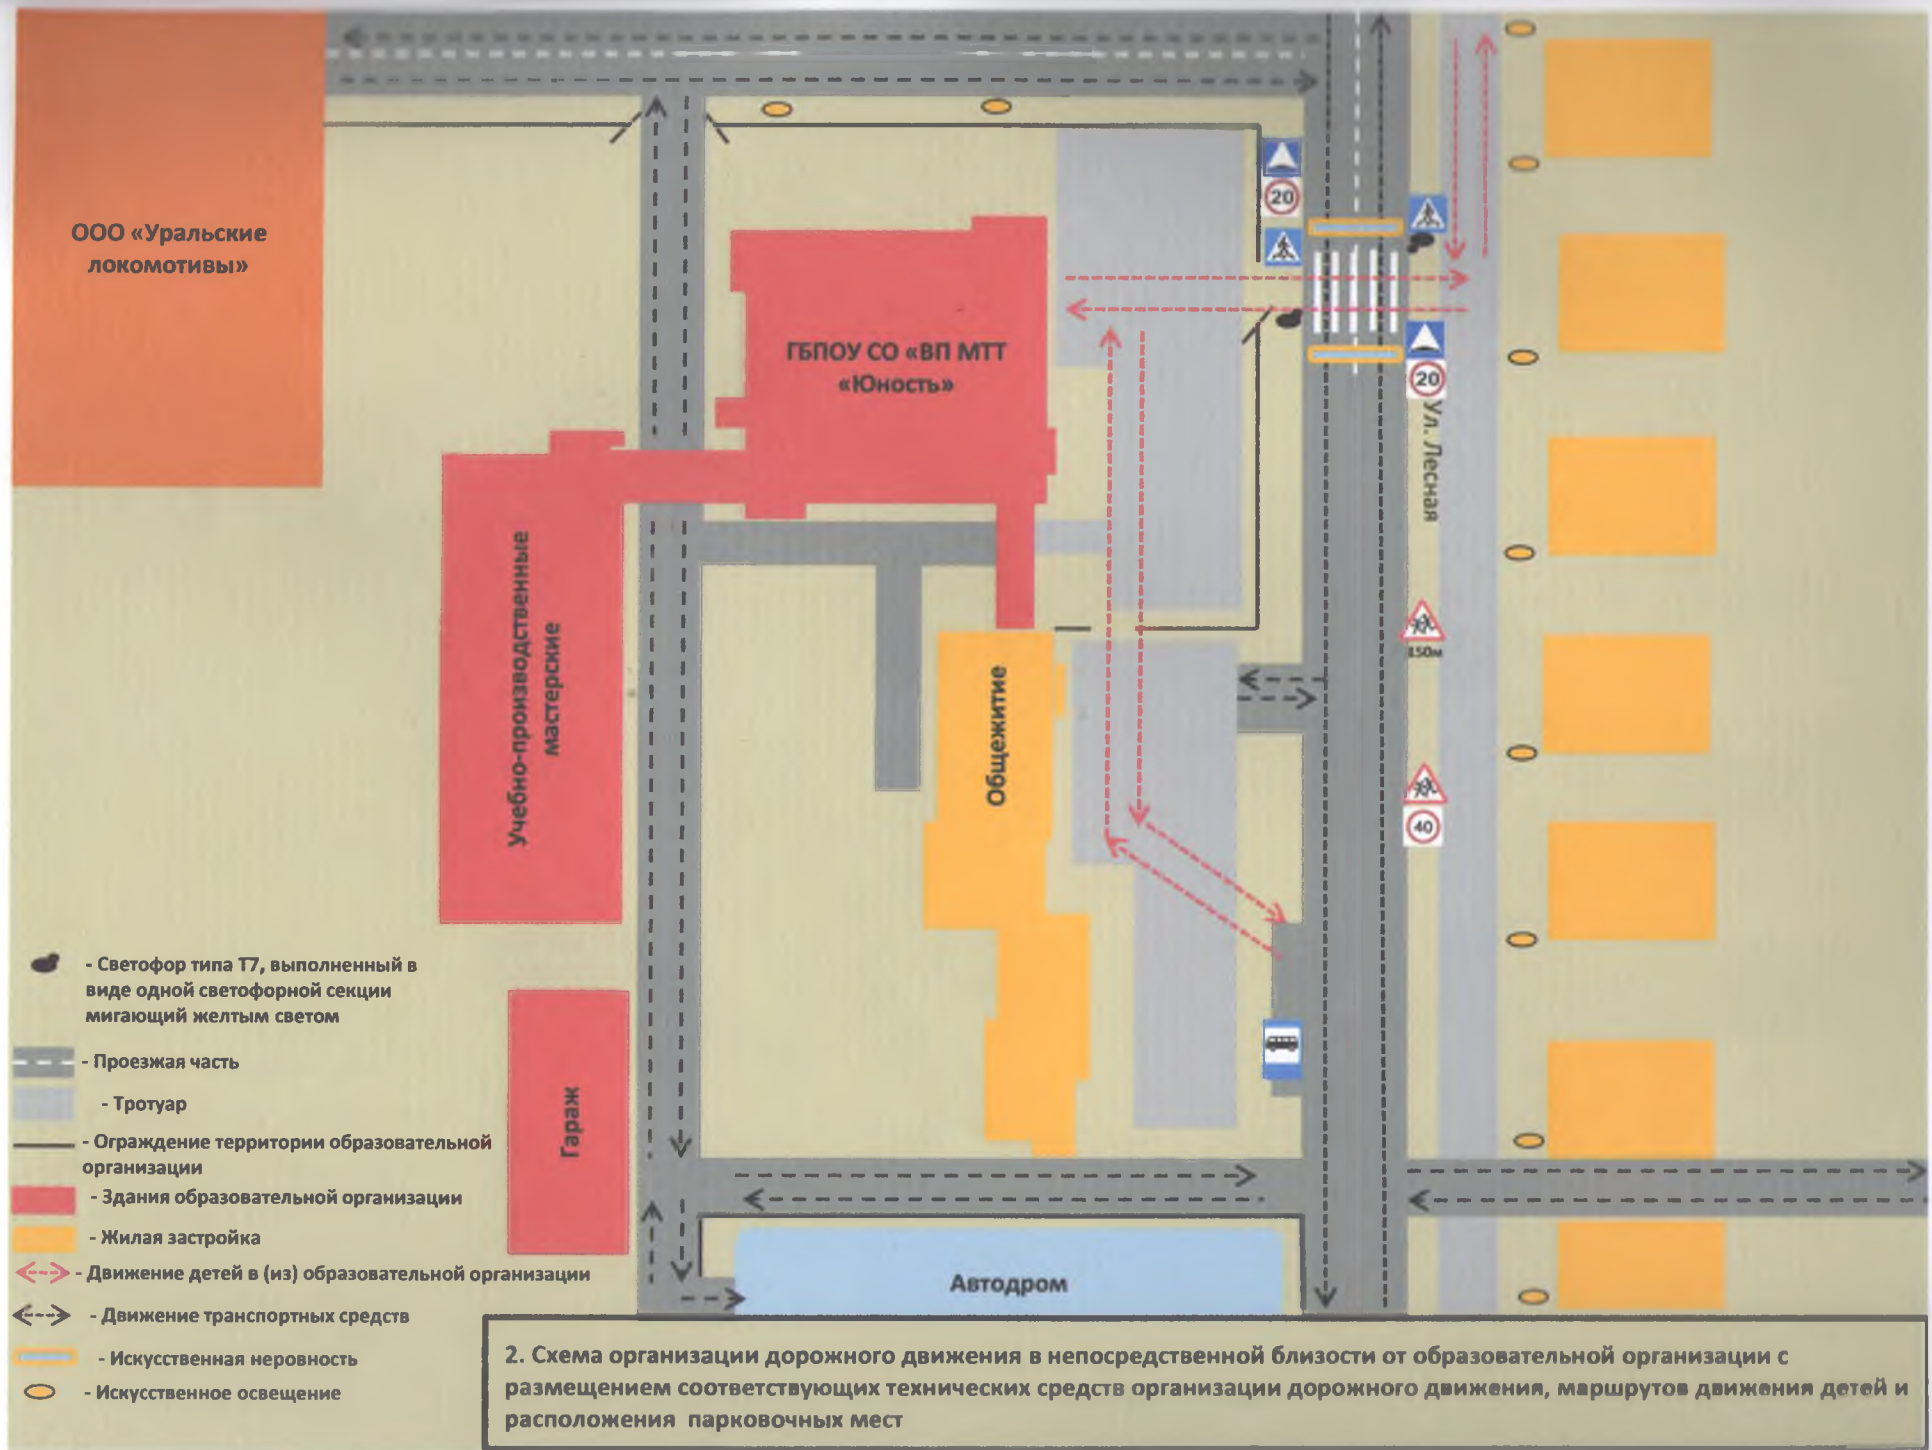 ООО «Уральские
локомотивы»
20
ГБПОУ СО «ВП МТТ
«Юность»
20
Ул. Лесная
Учебно-производственные
мастерские
150м
Общежитие
40
- Светофор типа Т7, выполненный в
виде одной светофорной секции
мигающий желтым светом
- Проезжая часть
- Тротуар
- Ограждение территории образовательной
организации
- Здания образовательной организации
- Жилая застройка
- Движение детей в (из) образовательной организации
- Движение транспортных средств
- Искусственная неровность
- Искусственное освещение
Гараж
Автодром
2. Схема организации дорожного движения в непосредственной близости от образовательной организации с
размещением соответствующих технических средств организации дорожного движения, маршрутов движения детей и
расположения парковочных мест